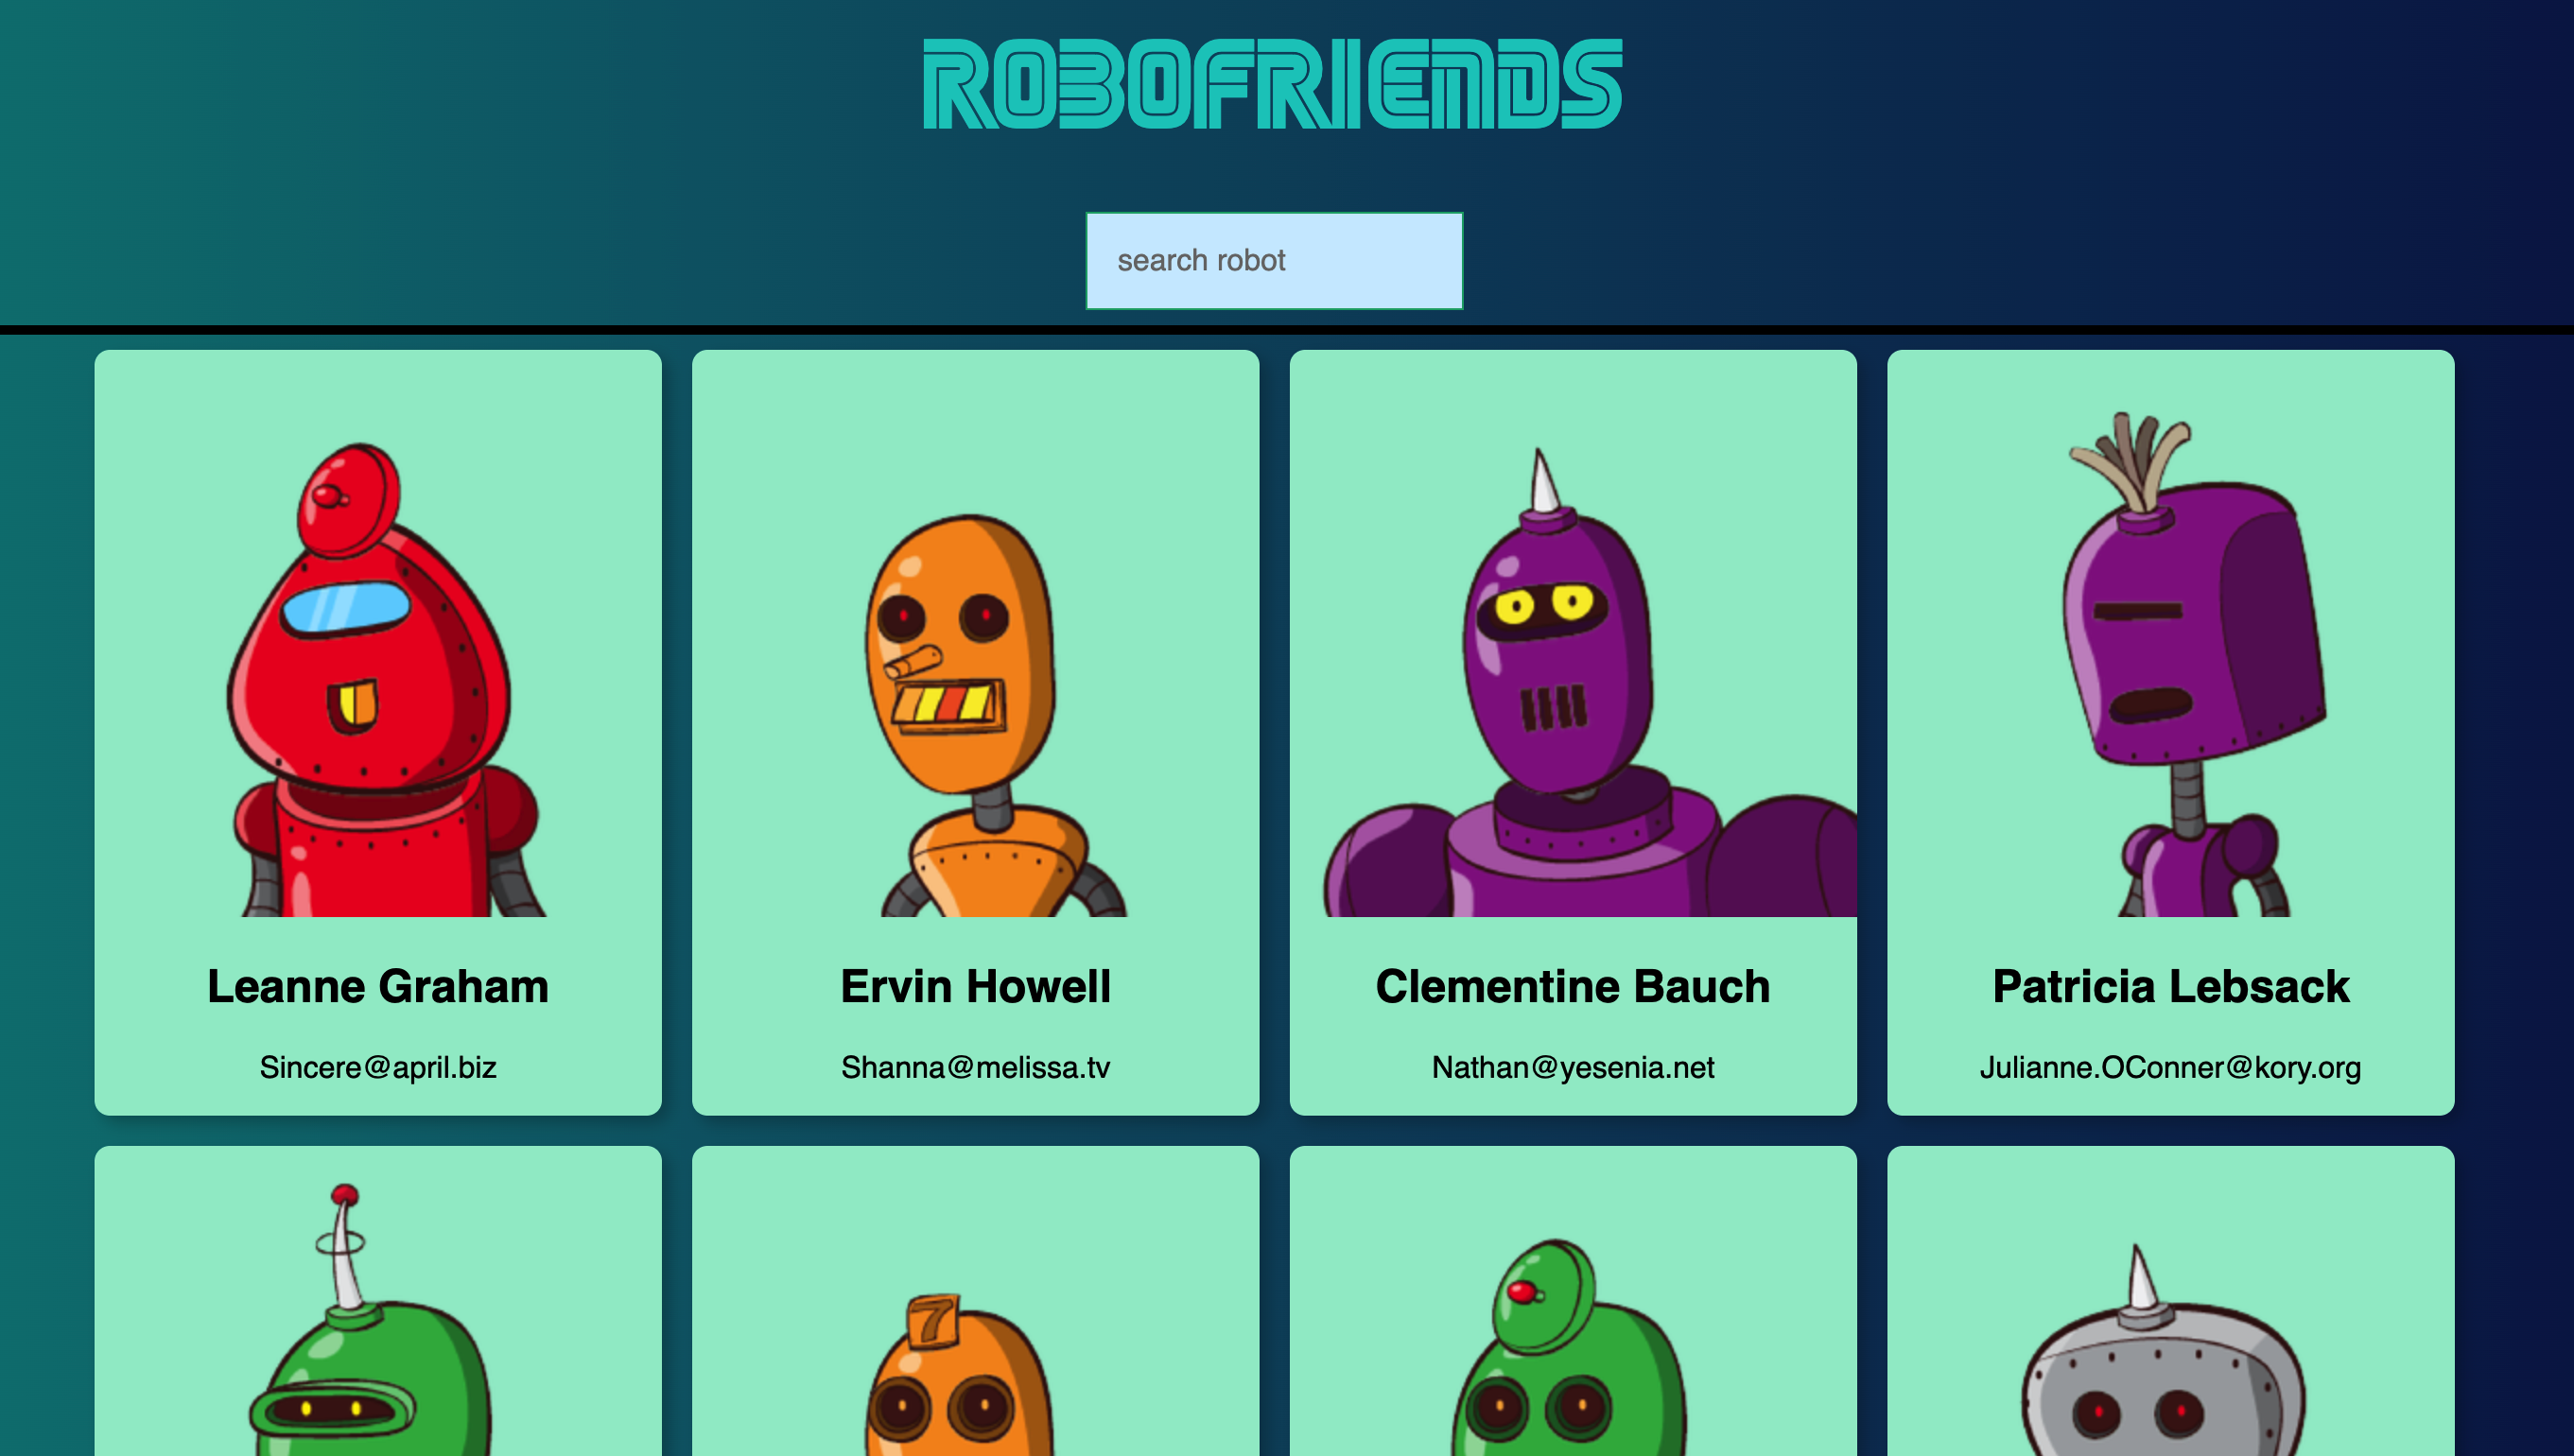 ROBOFRIENDS
search robot
Leanne Graham
Ervin Howell
Clementine Bauch
Patricia Lebsack
Sincere@april.biz
Shanna@melissa.tv
Nathan@yesenia.net
Julianne.OConner@kory.org
7